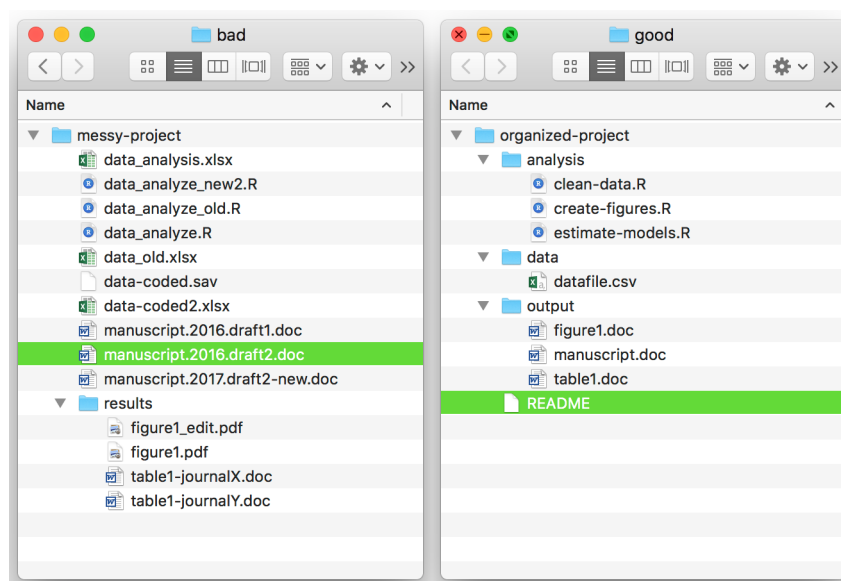 bad
Name
messy-project
data_analysis.xlsx
data_analyze_new2.R
data_analyze_old.R
data_analyze.R
data_old.xlsx
data-coded.sav
data-coded2.xlsx
manuscript.2016.draft1.doc
manuscript.2016.draft2.doc
manuscript.2017.draft2-new.doc
results
figure1_edit.pdf
figure1.pdf
table1-journalX.doc
table1-journalY.doc
good
Name
organized-project
analysis
clean-data.R
create-figures.R
estimate-models.R
data
datafile.csv
output
figure1.doc
manuscript.doc
table1.doc
README